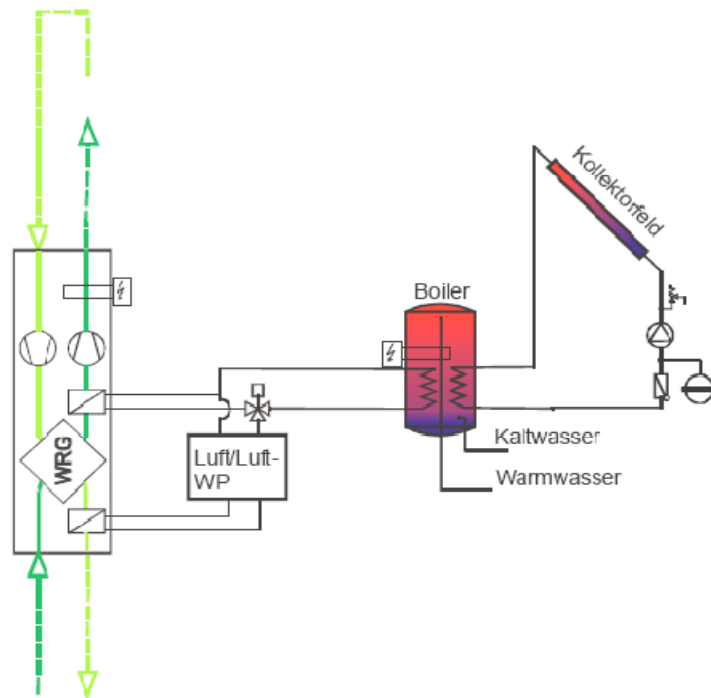 Kollektorfeld
Boiler
WRG
Luft/Luft-
WP
Kaltwasser
Warmwasser